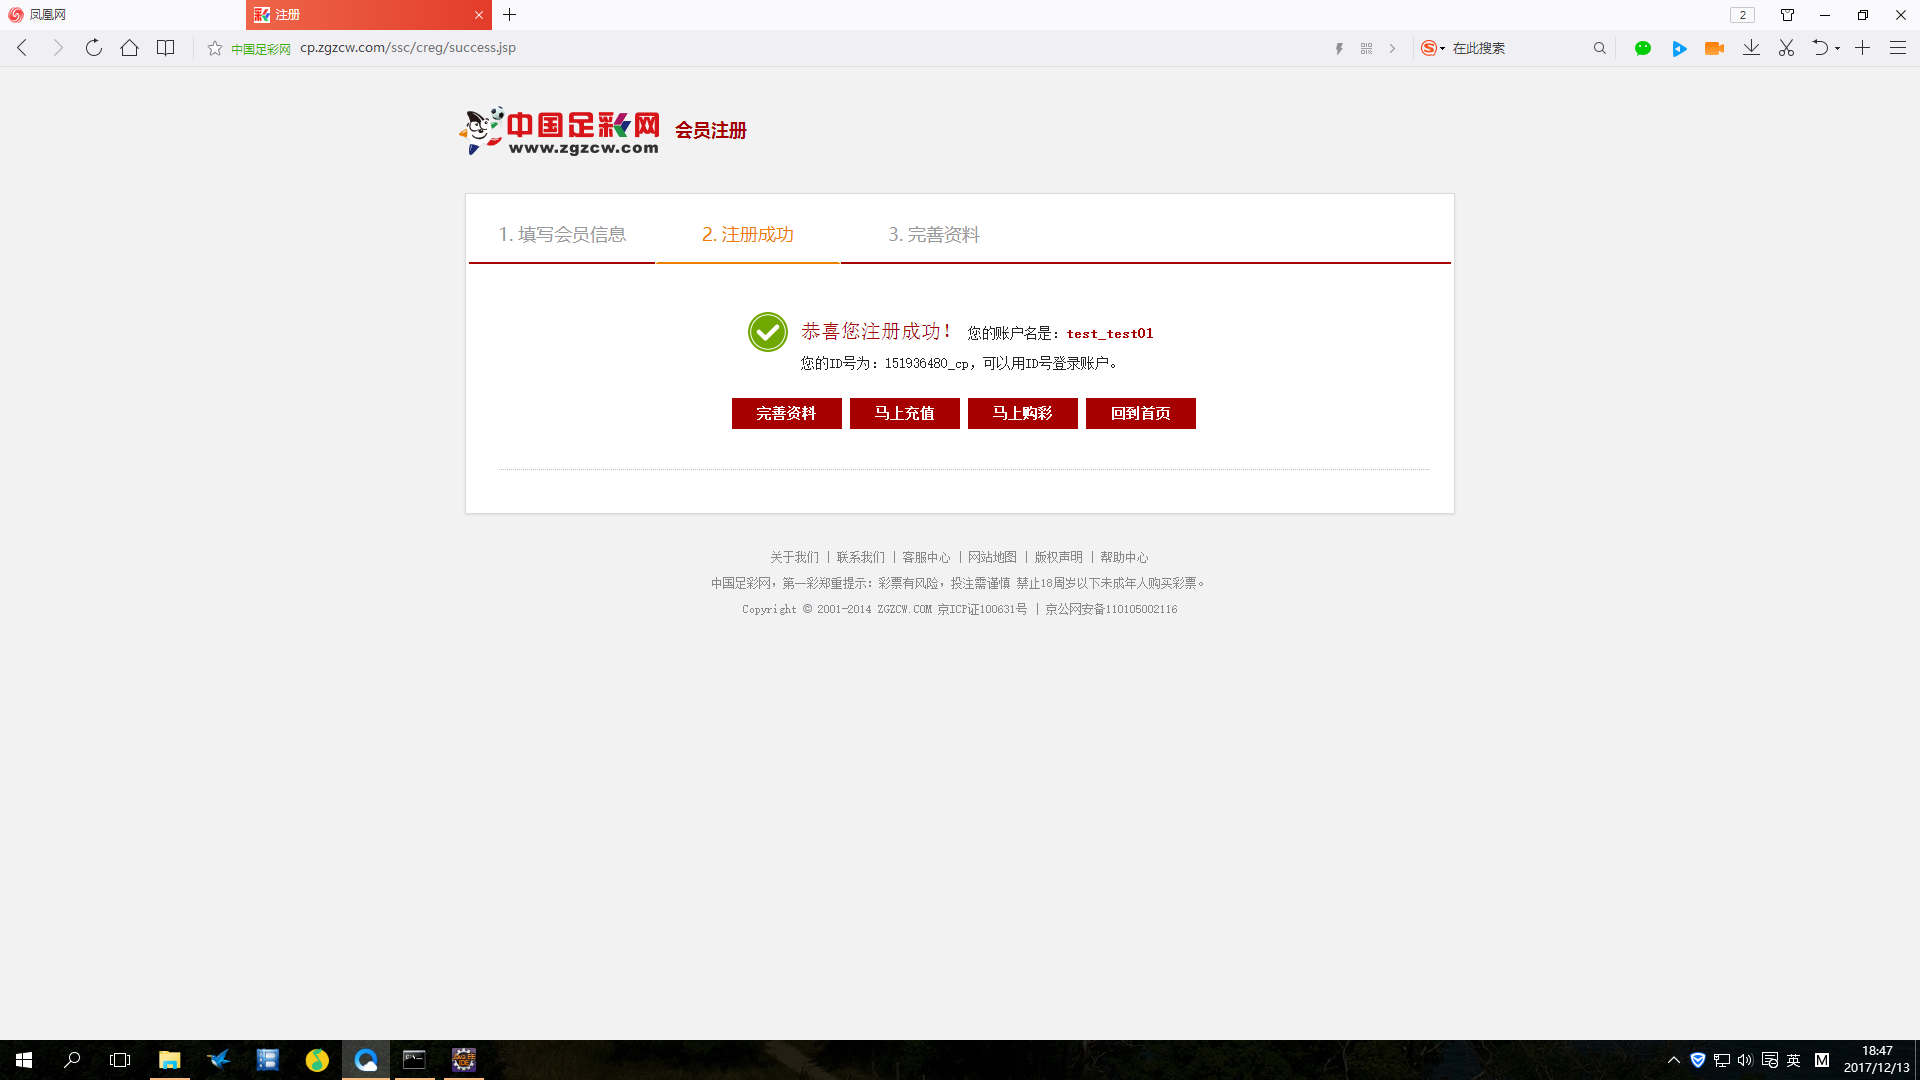 凤凰网
注册
2
中国足彩网 cp.zgzcw.com/ssc/creg/success.jsp
在此搜索
中国足彩网
www.zgzcw.com
会员注册
1. 填写会员信息
2. 注册成功
3. 完善资料
恭喜您注册成功! 您的账户名是：test_test01
您的ID号为：151936480_cp，可以用ID号登录账户。
完善资料
马上充值
马上购彩
回到首页
关于我们 | 联系我们 | 客服中心 | 网站地图 | 版权声明 | 帮助中心
中国足彩网，第一彩郑重提示：彩票有风险，投注需谨慎 禁止18周岁以下未成年人购买彩票。
Copyright © 2001-2014 ZGZCW.COM 京ICP证100631号 | 京公网安备110105002116
英
M
18:47
2017/12/13